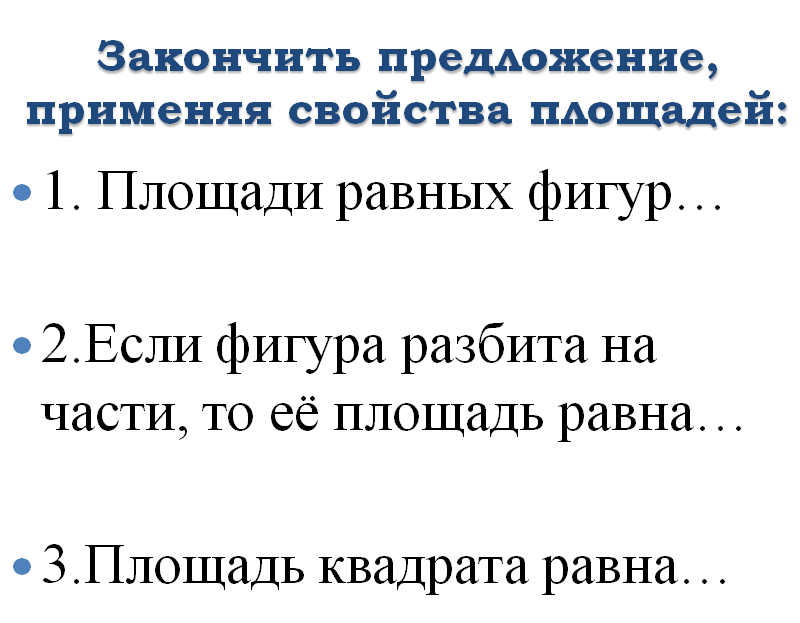 Закончить предложение,
применяя свойства площадей:
• 1. Площади равных фигур…
• 2.Если фигура разбита на
части, то её площадь равна…
• 3.Площадь квадрата равна…